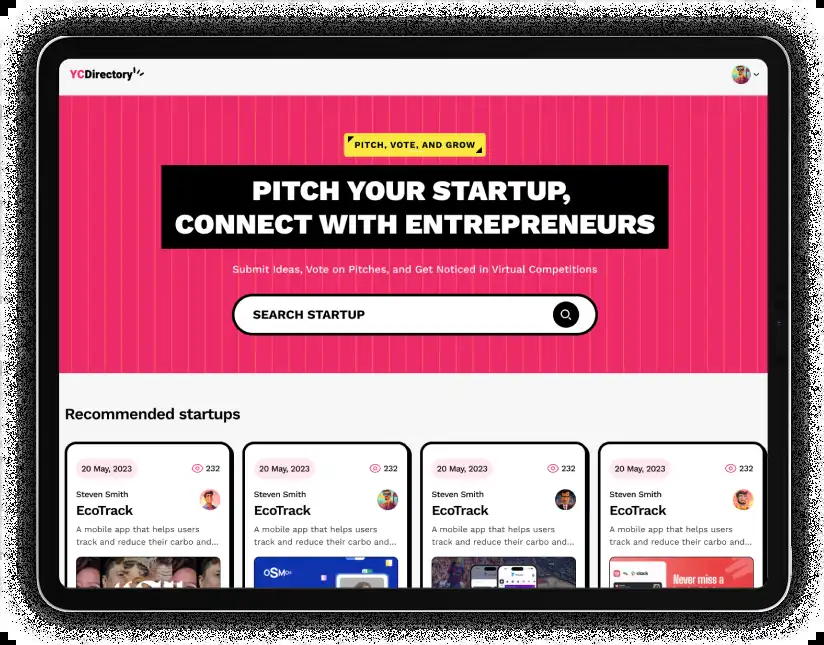 YCDirectory
PITCH, VOTE, AND GROW
PITCH YOUR STARTUP,
CONNECT WITH ENTREPRENEURS
Submit Ideas, Vote on Pitches, and Get Noticed in Virtual Competitions
SEARCH STARTUP
Recommended startups
20 May, 2023 232
Steven Smith
EcoTrack
A mobile app that helps users
track and reduce their carbo and...
20 May, 2023 232
Steven Smith
EcoTrack
A mobile app that helps users
track and reduce their carbo and...
OSMO
20 May, 2023 232
Steven Smith
EcoTrack
A mobile app that helps users
track and reduce their carbo and...
20 May, 2023 232
Steven Smith
EcoTrack
A mobile app that helps users
track and reduce their carbo and...
slack
Never miss a